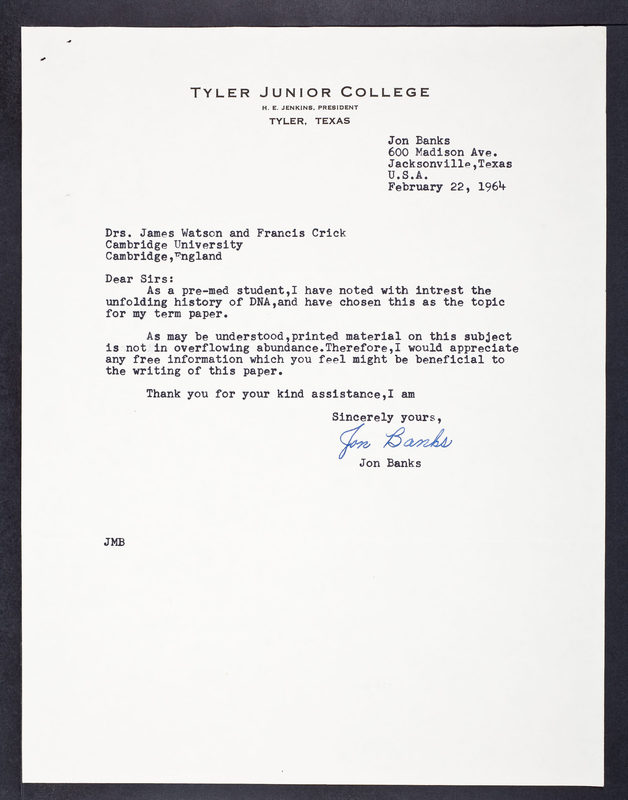 TYLER JUNIOR COLLEGE
H. E. JENKINS, PRESIDENT
TYLER, TEXAS
Jon Banks
600 Madison Ave.
Jacksonville,Texas
U.S.A.
February 22, 1964
Drs. James Watson and Francis Crick
Cambridge University
Cambridge,England
Dear Sirs:
As a pre-med student,I have noted with intrest the
unfolding history of DNA,and have chosen this as the topic
for my term paper.
As may be understood,printed material on this subject
is not in overflowing abundance.Therefore,I would appreciate
any free information which you feel might be beneficial to
the writing of this paper.
Thank you for your kind assistance,I am
Sincerely yours,
Jon Banks
Jon Banks
JMB